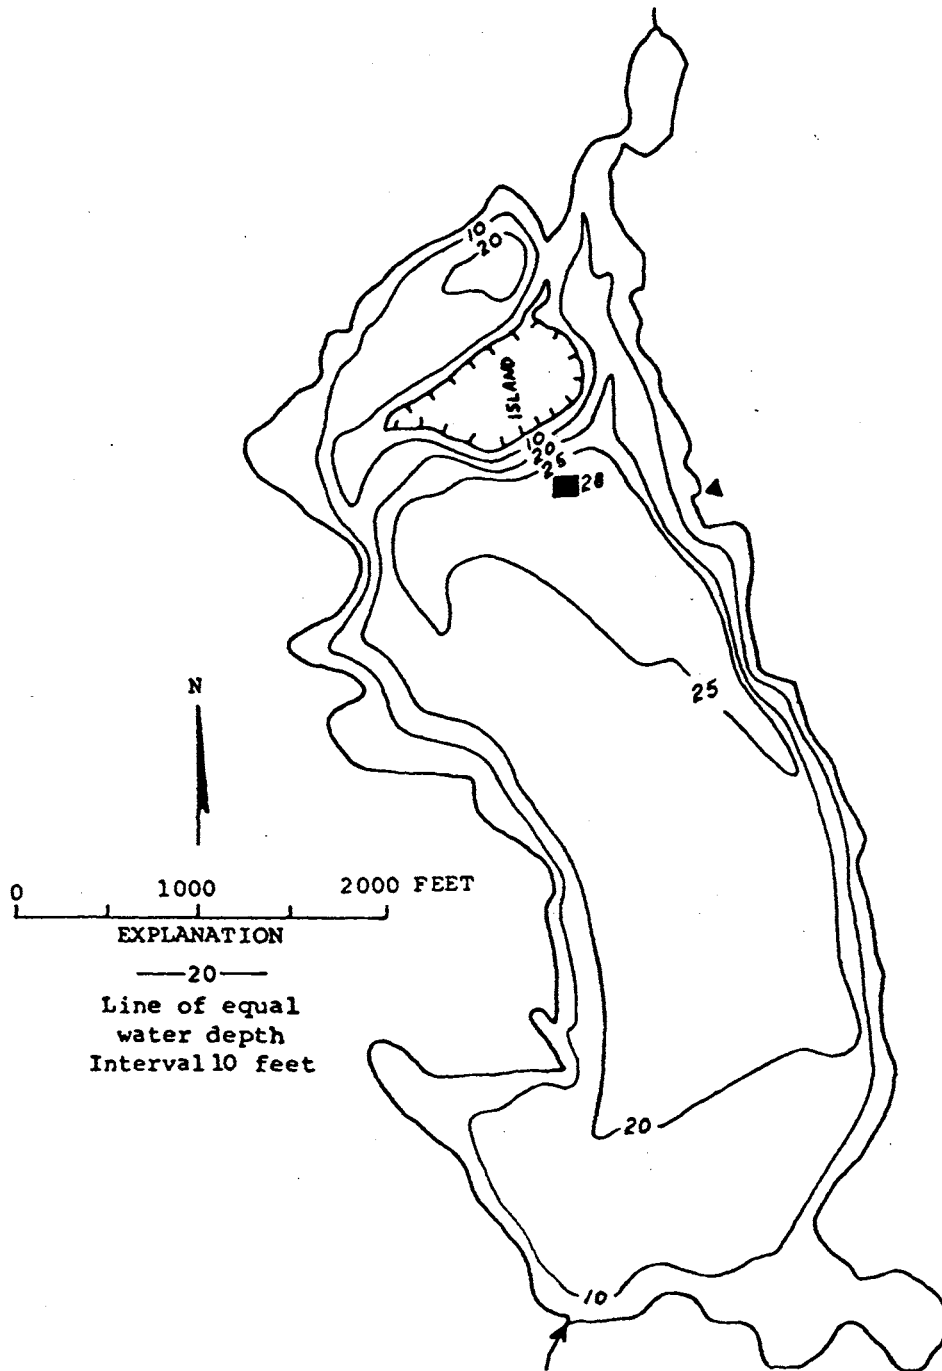 10
20
ISLAND
10
20
25
28
25
N
0 1000 2000 FEET
EXPLANATION
20
Line of equal
water depth
Interval 10 feet
20
10